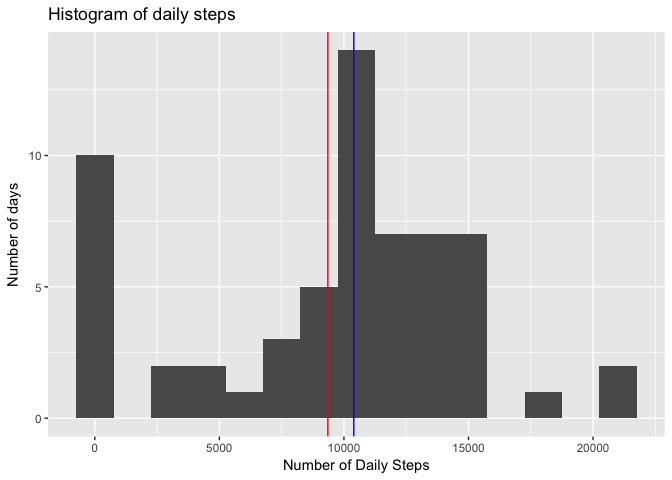 Histogram of daily steps
Number of days
10
5
0
0 5000 10000 15000 20000
Number of Daily Steps